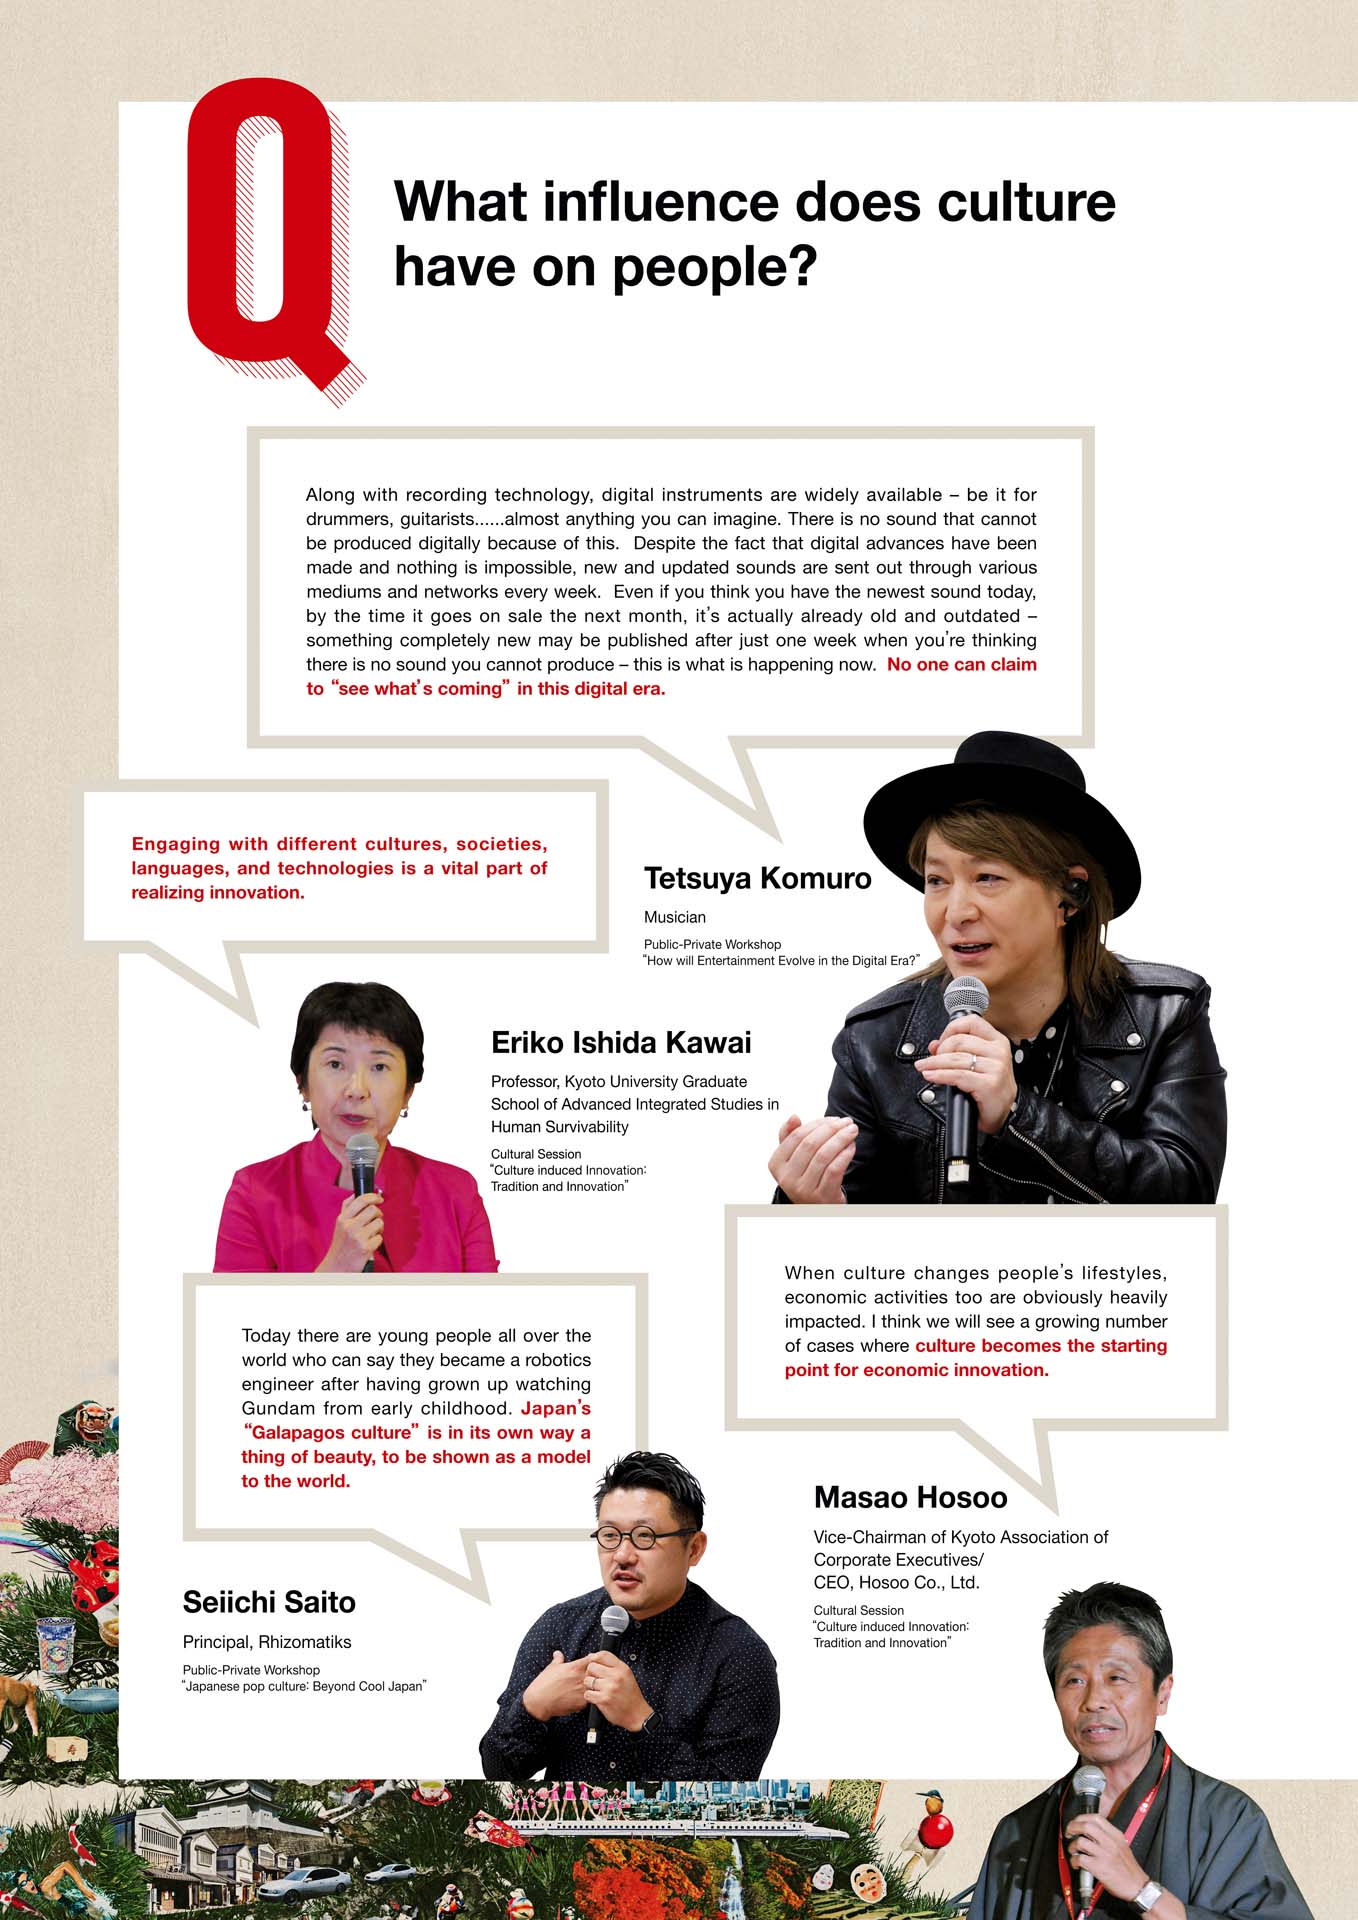 Q
What influence does culture
have on people?
Along with recording technology, digital instruments are widely available – be it for
drummers, guitarists......almost anything you can imagine. There is no sound that cannot
be produced digitally because of this.  Despite the fact that digital advances have been
made and nothing is impossible, new and updated sounds are sent out through various
mediums and networks every week.  Even if you think you have the newest sound today,
by the time it goes on sale the next month, it's actually already old and outdated –
something completely new may be published after just one week when you're thinking
there is no sound you cannot produce – this is what is happening now.  No one can claim
to “see what's coming” in this digital era.
Tetsuya Komuro
Musician
Public-Private Workshop
“How will Entertainment Evolve in the Digital Era?”
Engaging with different cultures, societies,
languages, and technologies is a vital part of
realizing innovation.
Eriko Ishida Kawai
Professor, Kyoto University Graduate
School of Advanced Integrated Studies in
Human Survivability
Cultural Session
“Culture induced Innovation:
Tradition and Innovation”
When culture changes people's lifestyles,
economic activities too are obviously heavily
impacted. I think we will see a growing number
of cases where culture becomes the starting
point for economic innovation.
Masao Hosoo
Vice-Chairman of Kyoto Association of
Corporate Executives/
CEO, Hosoo Co., Ltd.
Cultural Session
“Culture induced Innovation:
Tradition and Innovation”
Today there are young people all over the
world who can say they became a robotics
engineer after having grown up watching
Gundam from early childhood. Japan's
“Galapagos culture” is in its own way a
thing of beauty, to be shown as a model
to the world.
Seiichi Saito
Principal, Rhizomatiks
Public-Private Workshop
“Japanese pop culture: Beyond Cool Japan”